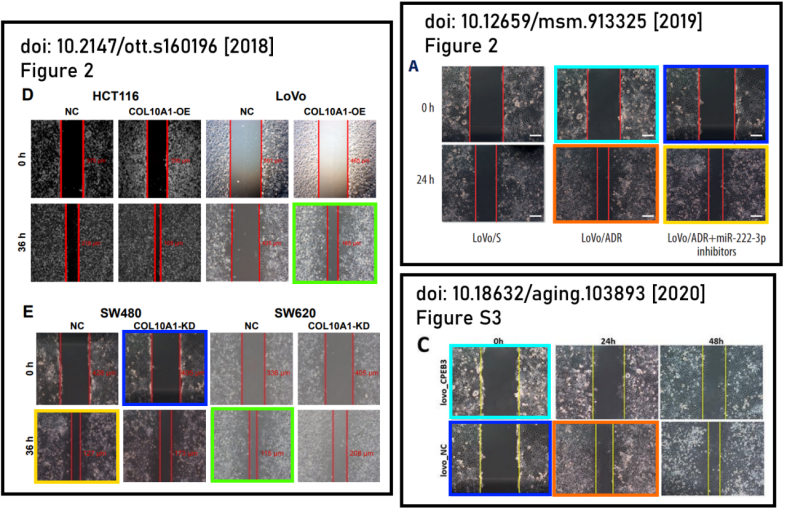 doi: 10.2147/ott.s160196 [2018]
Figure 2
D
HCT116 LoVo
NC COL10A1-OE NC COL10A1-OE
0 h
36 h
E
SW480 SW620
NC COL10A1-KD NC COL10A1-KD
0 h
36 h
doi: 10.12659/msm.913325 [2019]
Figure 2
A
0 h
24 h
LoVo/S LoVo/ADR LoVo/ADR+miR-222-3p
inhibitors
doi: 10.18632/aging.103893 [2020]
Figure S3
C 0h 24h 48h
lovo_CPEB3
lovo_NC